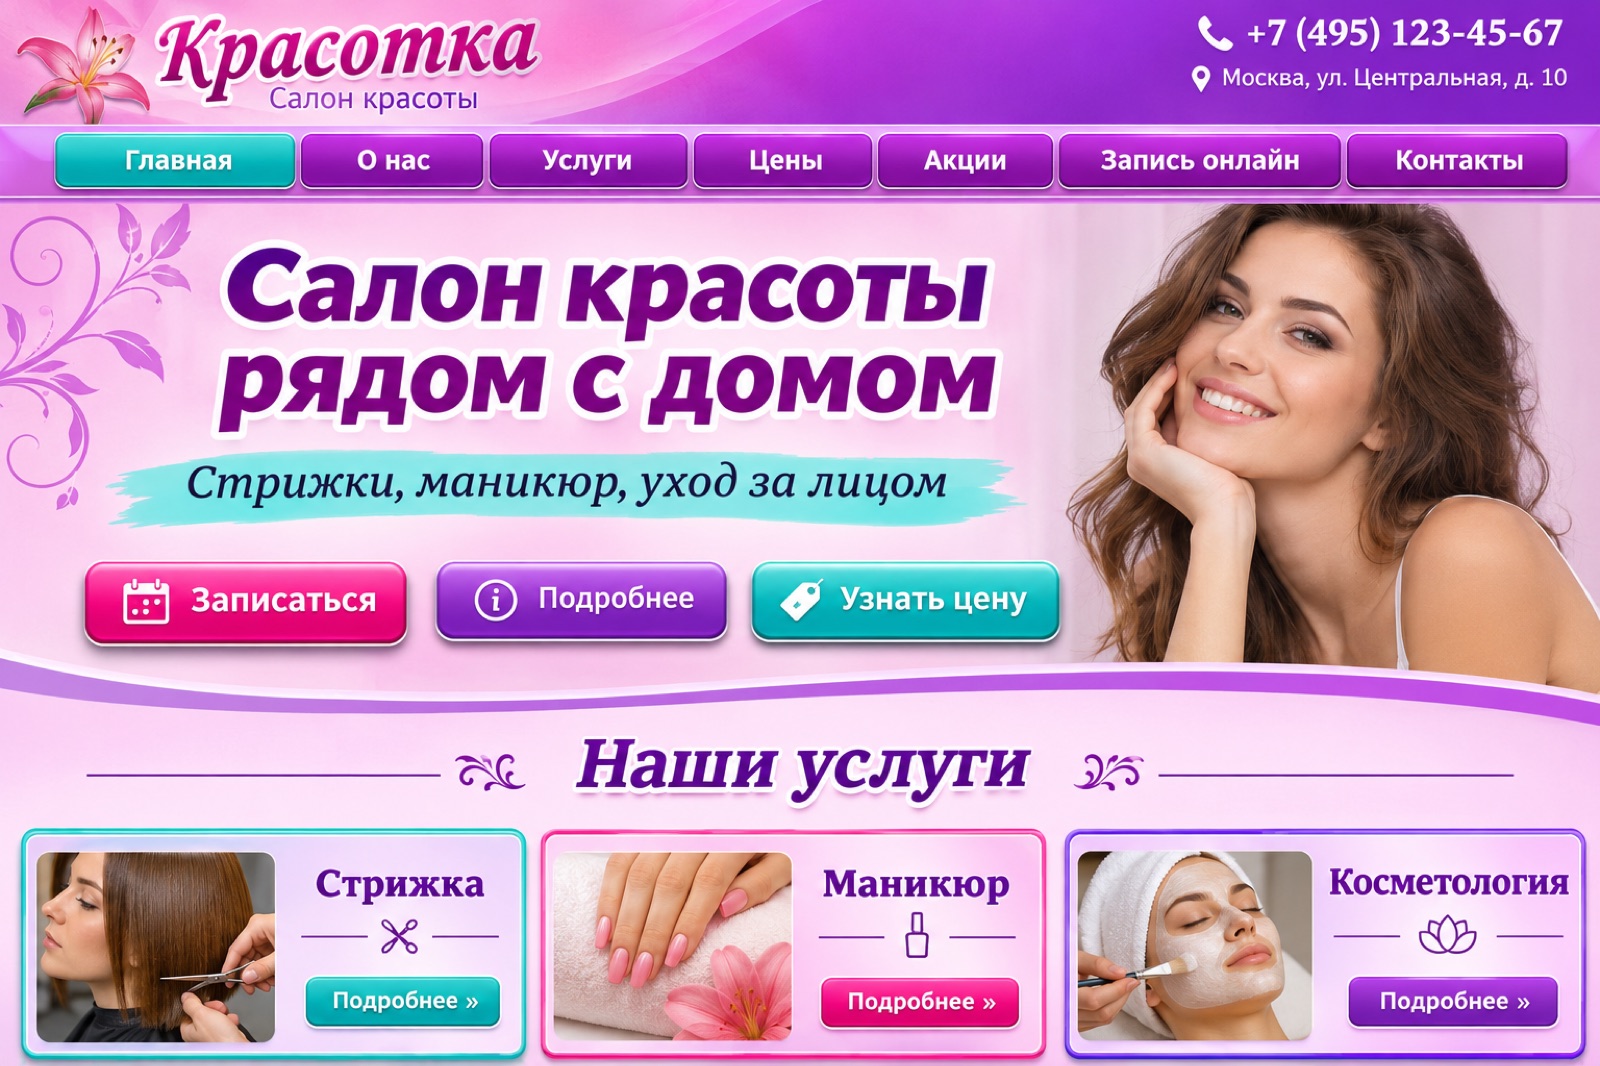 Красотка
Салон красоты
+7 (495) 123-45-67
Москва, ул. Центральная, д. 10
Главная
О нас
Услуги
Цены
Акции
Запись онлайн
Контакты
Салон красоты
рядом с домом
Стрижки, маникюр, уход за лицом
Записаться
Подробнее
Узнать цену
Наши услуги
Стрижка
Подробнее »
Маникюр
Подробнее »
Косметология
Подробнее »